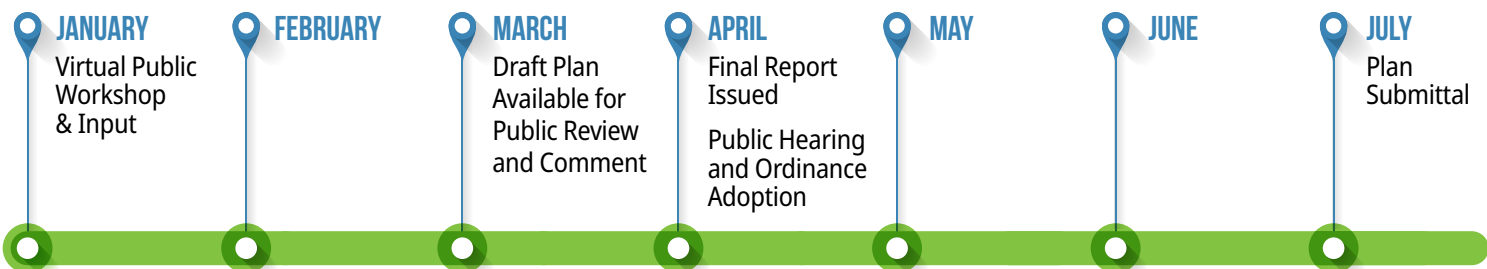 JANUARY
Virtual Public
Workshop
& Input
FEBRUARY
MARCH
Draft Plan
Available for
Public Review
and Comment
APRIL
Final Report
Issued
Public Hearing
and Ordinance
Adoption
MAY
JUNE
JULY
Plan
Submittal